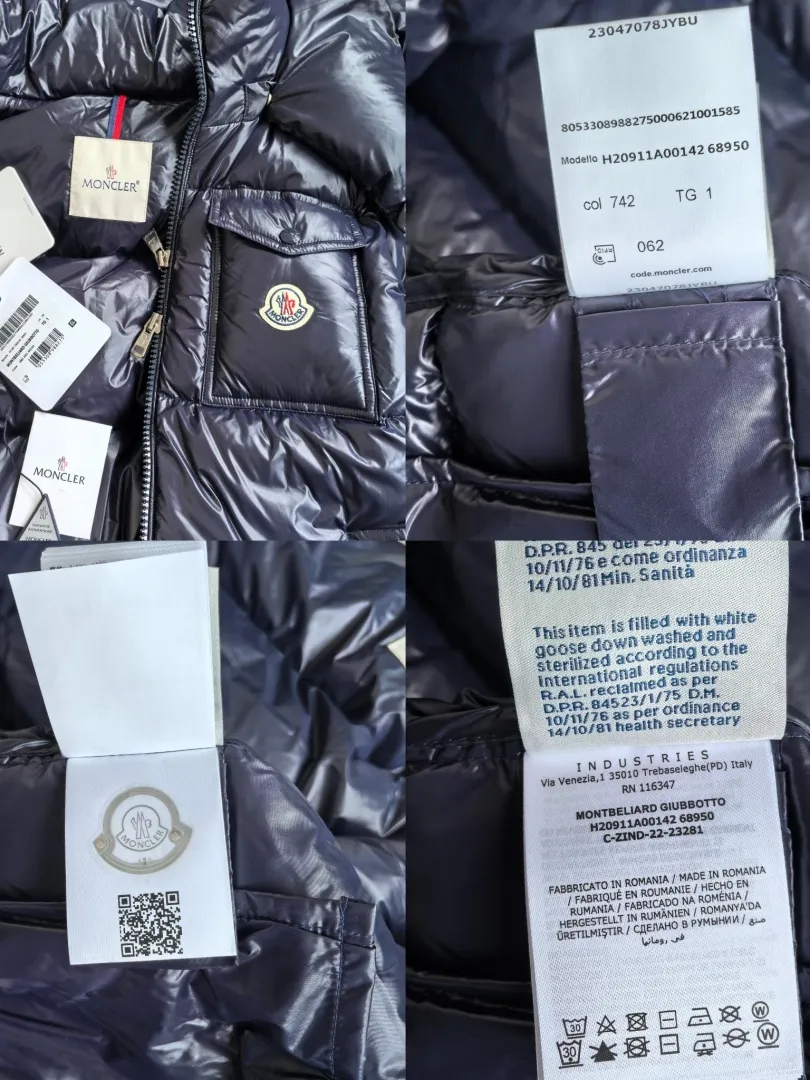 MONCLER®
MONCLER
MONTBELIARD GIUBBOTTO
MONCLER
23047078JYBU
8053308988275000621001585
Modello H20911A00142 68950
col 742 TG 1
RFID 062
code.moncler.com
23047078JYBU
MONCLER
D.P.R. 845 del
10/11/76 e come ordinanza
14/10/81 Min. Sanità
This item is filled with white
goose down washed and
sterilized according to the
international regulations
R.A.L. reclaimed as per
D.P.R. 84523/1/75 D.M.
10/11/76 as per ordinance
14/10/81 health secretary
INDUSTRIES
Via Venezia,1 35010 Trebaseleghe(PD) Italy
RN 116347
MONTBELIARD GIUBBOTTO
H20911A00142 68950
C-ZIND-22-23281
FABBRICATO IN ROMANIA / MADE IN ROMANIA
/ FABRIQUÉ EN ROUMANIE / HECHO EN
RUMANIA / FABRICADO NA ROMÉNIA/
HERGESTELLT IN RUMÄNIEN / ROMANYA'DA
ÜRETILMIŞTIR / СДЕЛАНО В РУМЫНИИ / صنع
في رومانيا
30 W
30 W